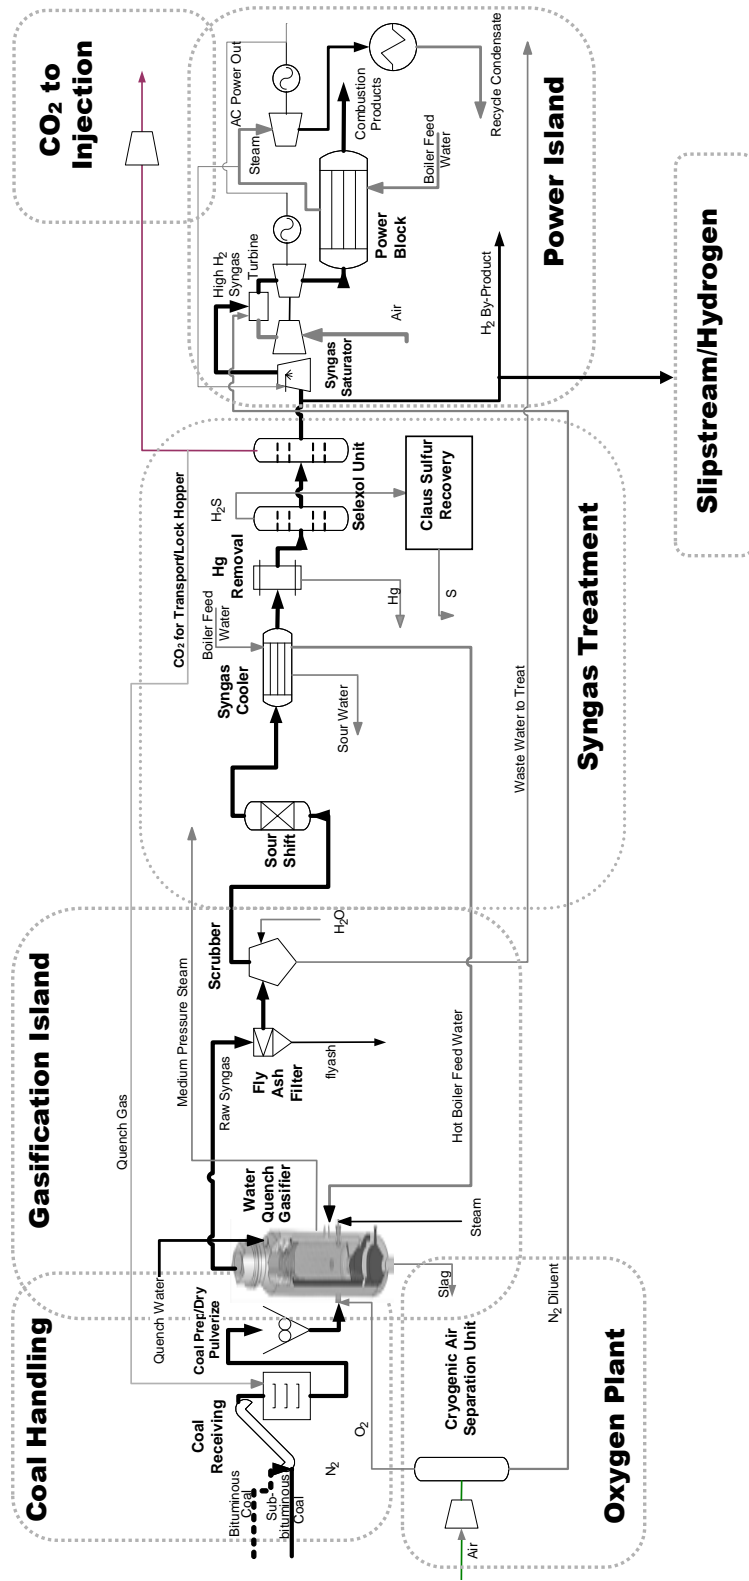 CO₂ to
Injection
Power Island
AC Power Out
Steam
Combustion
Products
Recycle Condensate
Boiler Feed
Water
Power
Block
High H₂
Syngas
Turbine
Air
Syngas
Saturator
H₂ By-Product
Slipstream/Hydrogen
Syngas Treatment
Selexol Unit
H₂S
Claus Sulfur
Recovery
S
Hg
Removal
Hg
CO₂ for Transport/Lock Hopper
Boiler Feed
Water
Syngas
Cooler
Sour Water
Waste Water to Treat
Sour
Shift
Gasification Island
Scrubber
H₂O
Medium Pressure Steam
Raw Syngas
Fly
Ash
Filter
flyash
Hot Boiler Feed Water
Quench Gas
Water
Quench
Gasifier
Steam
Slag
Quench Water
Coal Handling
Coal Prep/Dry
Pulverize
Coal
Receiving
Bituminous
Coal
Sub-
bituminous
Coal
N₂
O₂
N₂ Diluent
Oxygen Plant
Cryogenic Air
Separation Unit
Air